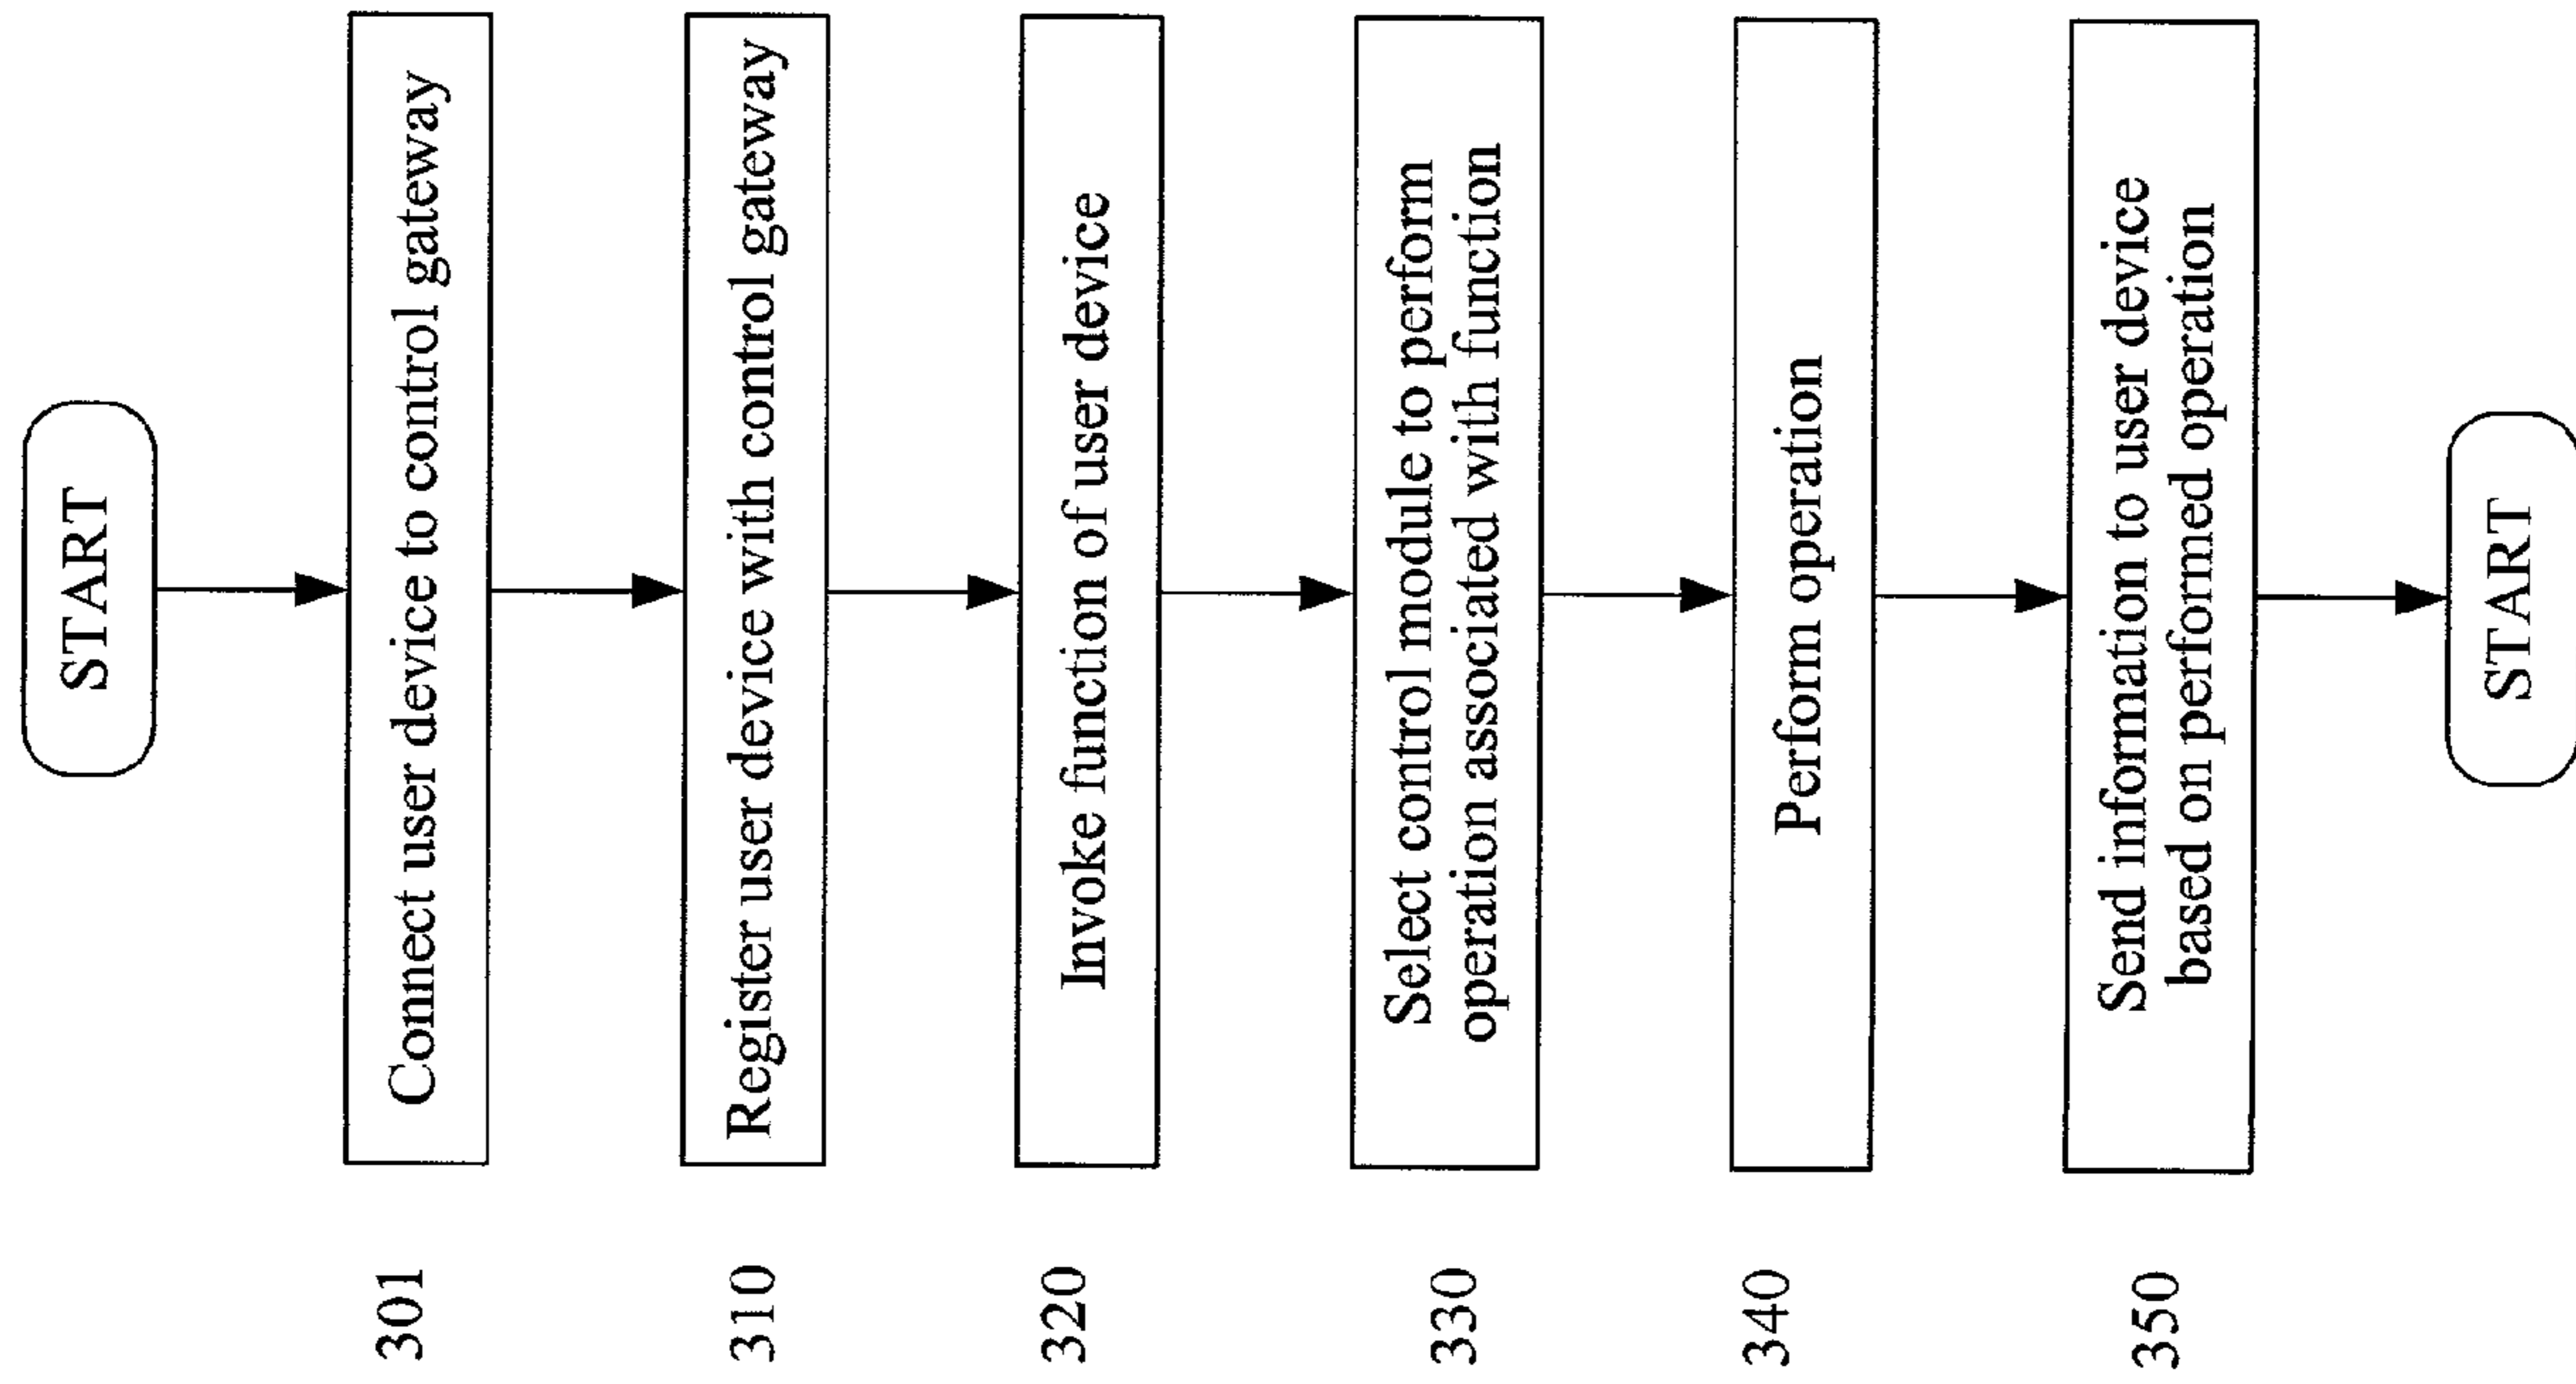 START
301
Connect user device to control gateway
310
Register user device with control gateway
320
Invoke function of user device
330
Select control module to perform
operation associated with function
340
Perform operation
350
Send information to user device
based on performed operation
START